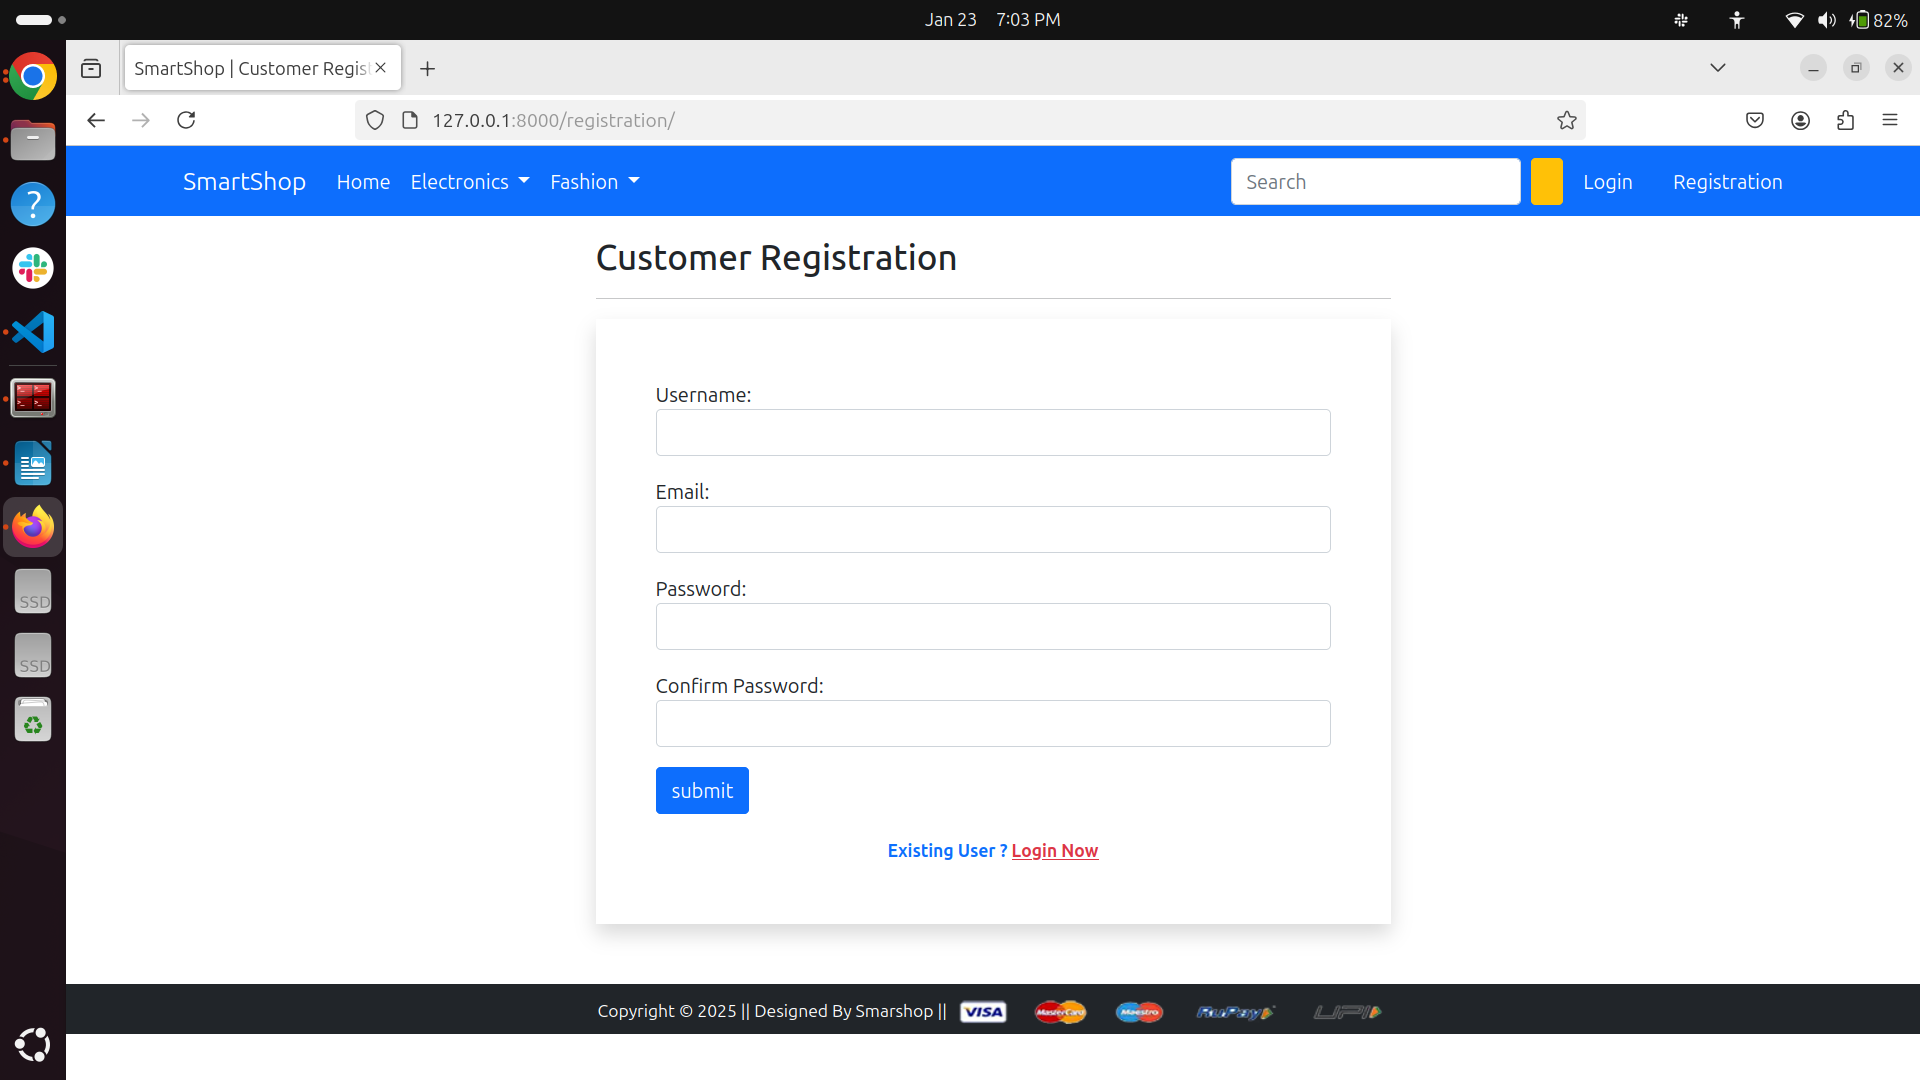 Jan 23 7:03 PM
82%
SmartShop | Customer Regist
127.0.0.1:8000/registration/
SmartShop Home Electronics Fashion Search Login Registration
Customer Registration
Username:
Email:
Password:
Confirm Password:
submit
Existing User ? Login Now
SSD
SSD
Copyright © 2025 || Designed By Smarshop || VISA MasterCard Maestro RuPay UPI